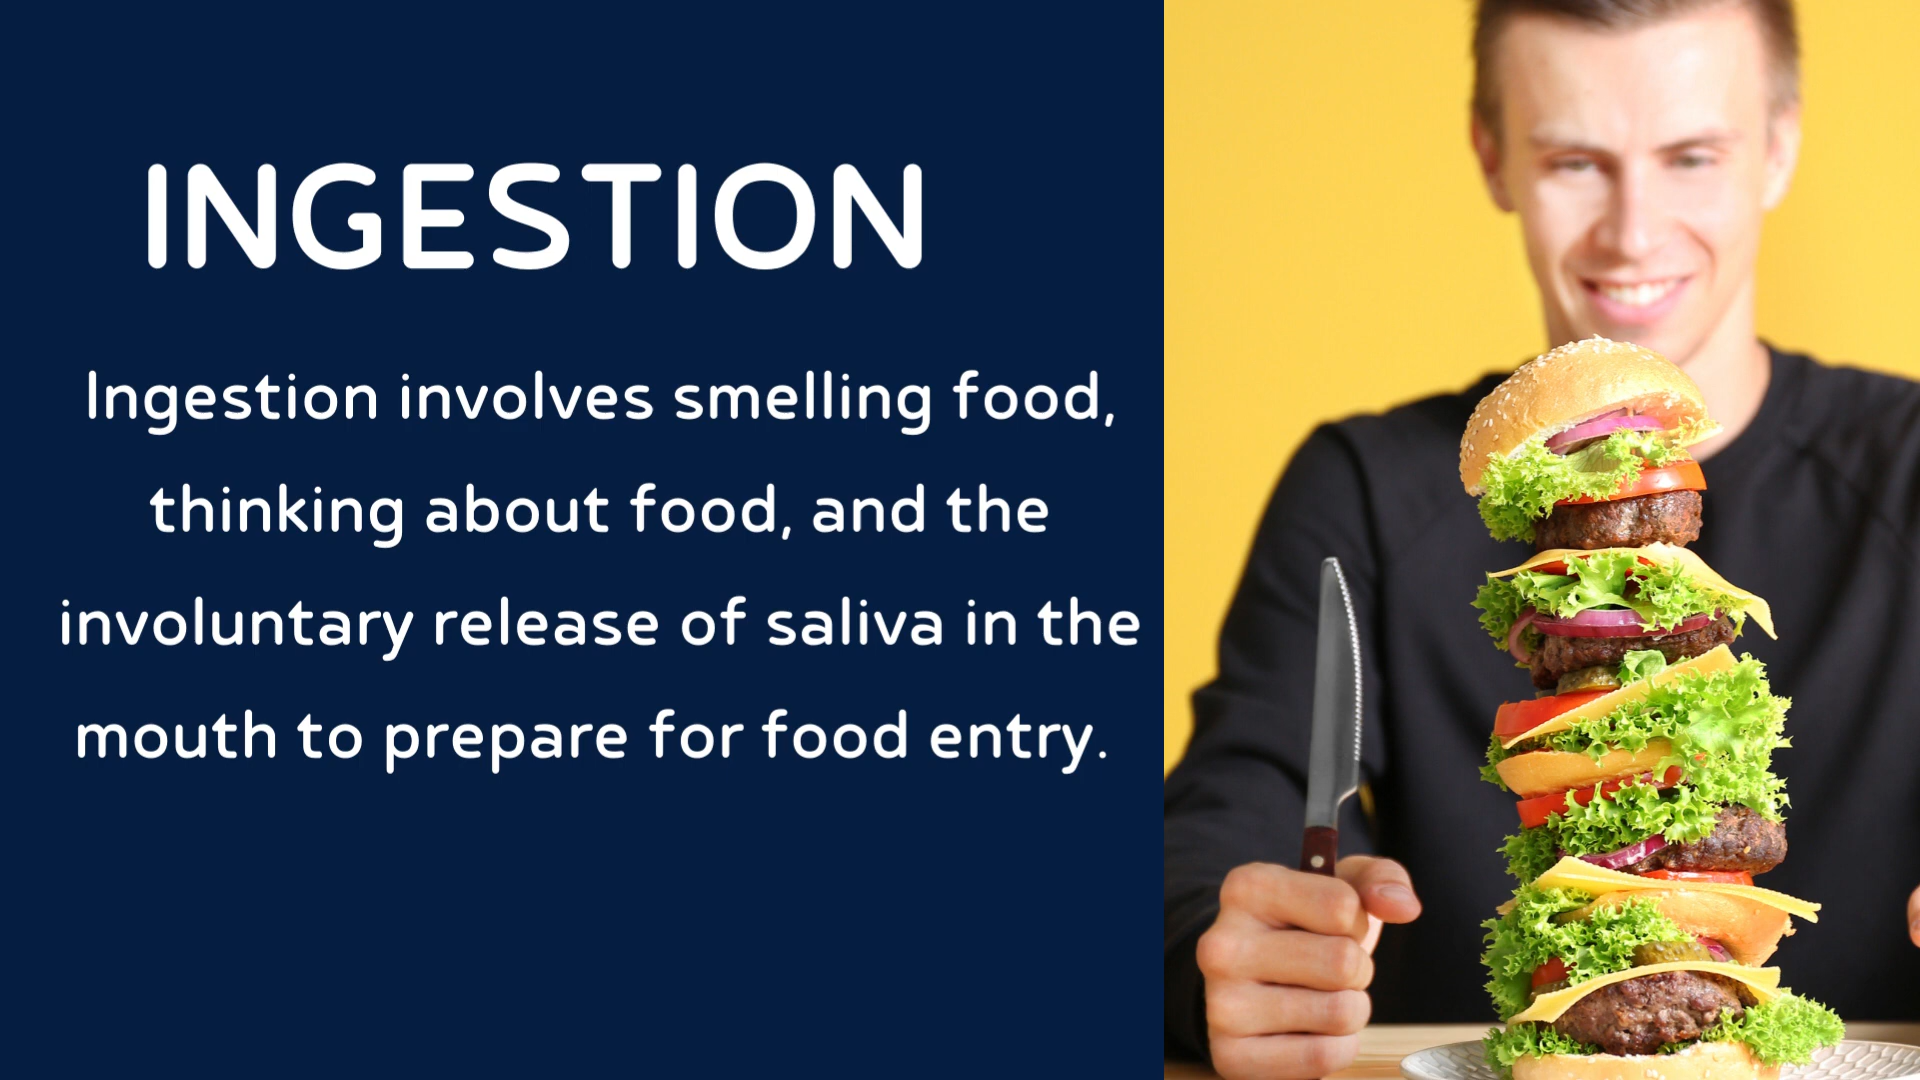 INGESTION
Ingestion involves smelling food,
thinking about food, and the
involuntary release of saliva in the
mouth to prepare for food entry.